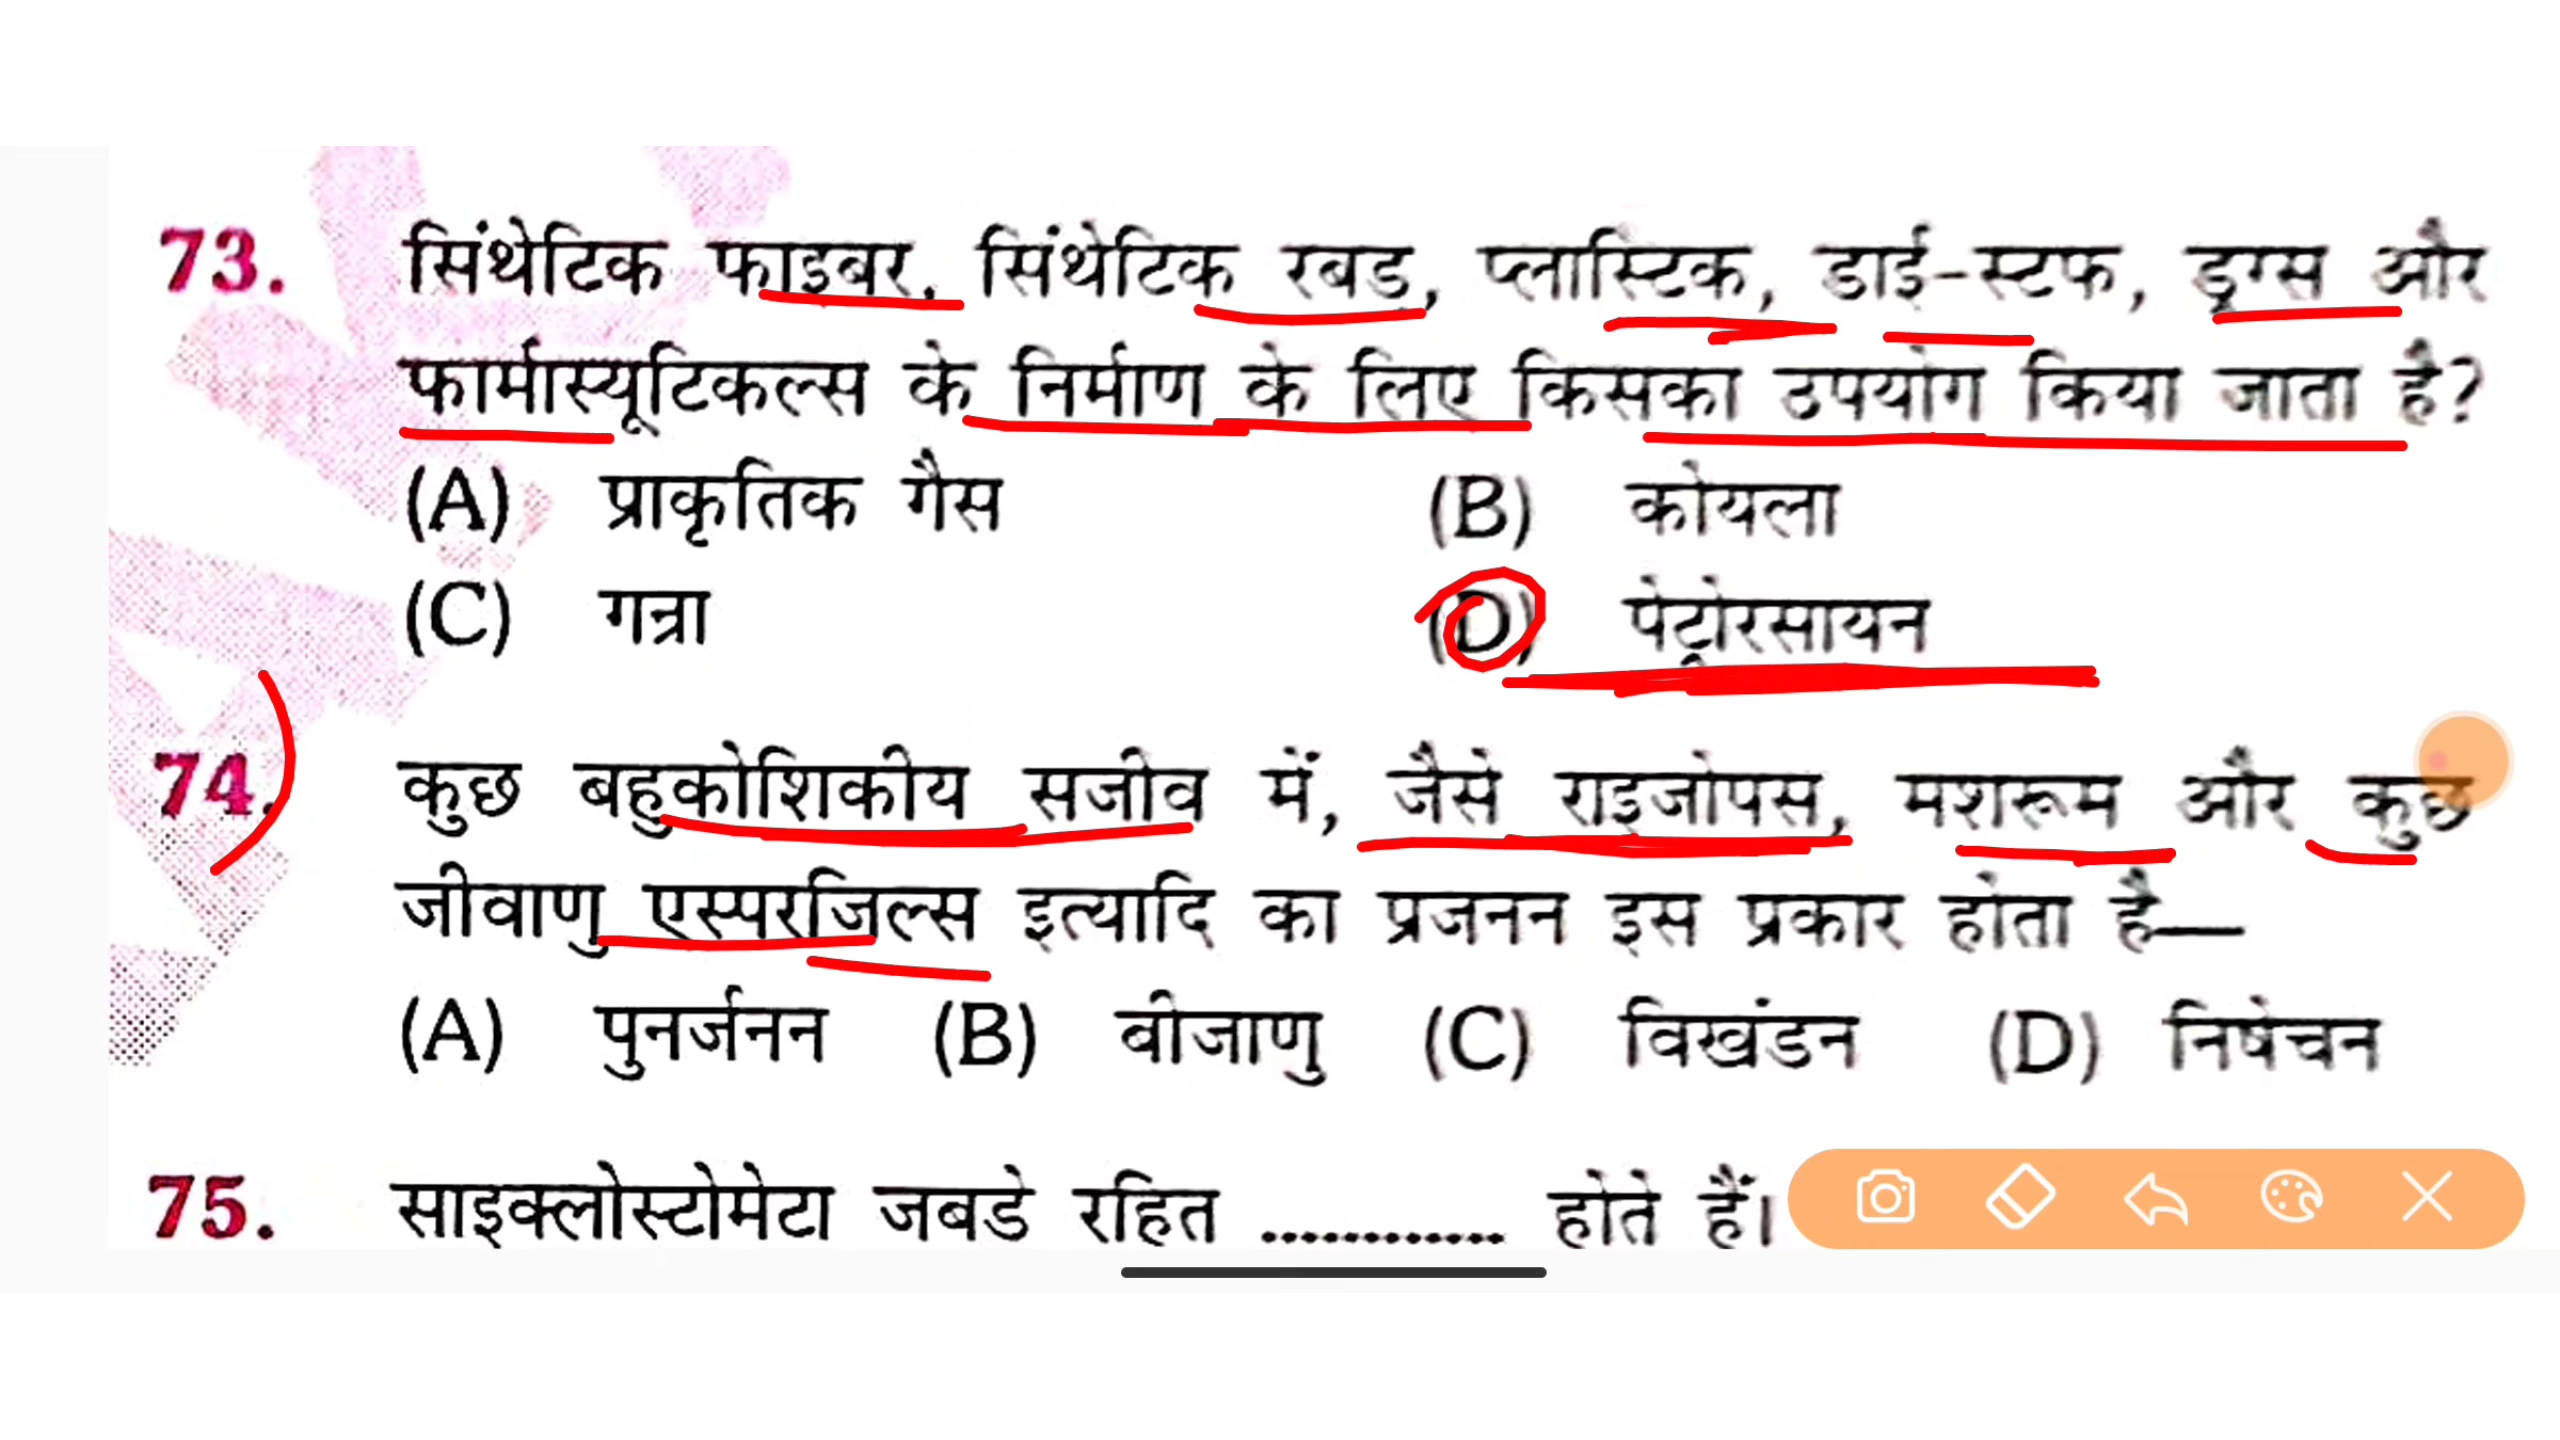 73. सिंथेटिक फाइबर, सिंथेटिक रबड, प्लास्टिक, डाई-स्टफ, ड्रग्स और
फार्मास्यूटिकल्स के निर्माण के लिए किसका उपयोग किया जाता है?
(A) प्राकृतिक गैस (B) कोयला
(C) गन्ना (D) पेट्रोरसायन
74. कुछ बहुकोशिकीय सजीव में, जैसे राइजोपस, मशरूम और कुछ
जीवाणु एस्परजिल्स इत्यादि का प्रजनन इस प्रकार होता है—
(A) पुनर्जनन (B) बीजाणु (C) विखंडन (D) निषेचन
75. साइक्लोस्टोमेटा जबडे रहित ............. होते हैं।